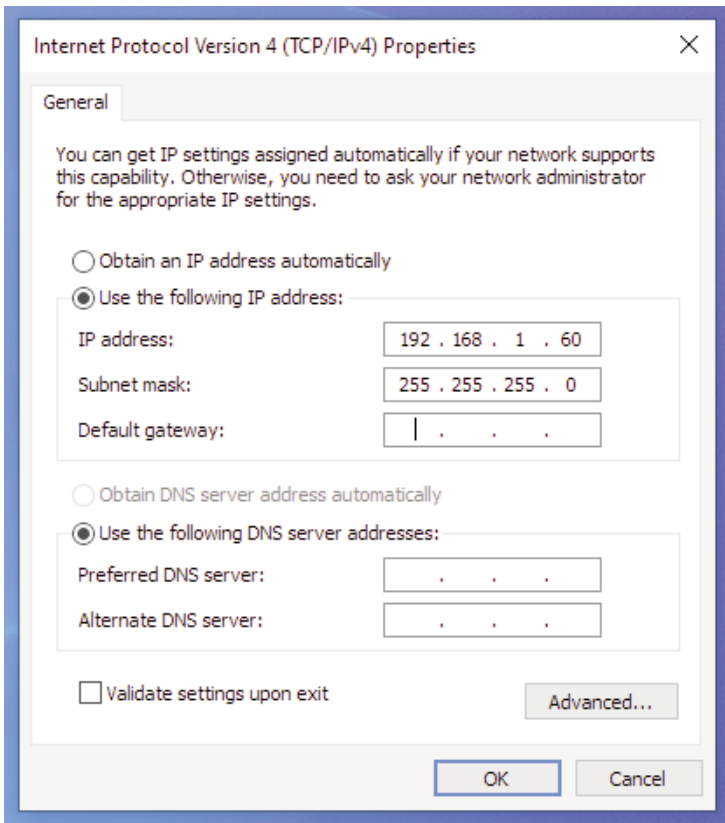 Internet Protocol Version 4 (TCP/IPv4) Properties
General
You can get IP settings assigned automatically if your network supports
this capability. Otherwise, you need to ask your network administrator
for the appropriate IP settings.
Obtain an IP address automatically
Use the following IP address:
IP address: 192 . 168 . 1 . 60
Subnet mask: 255 . 255 . 255 . 0
Default gateway: . . .
Obtain DNS server address automatically
Use the following DNS server addresses:
Preferred DNS server: . . .
Alternate DNS server: . . .
Validate settings upon exit
Advanced...
OK Cancel